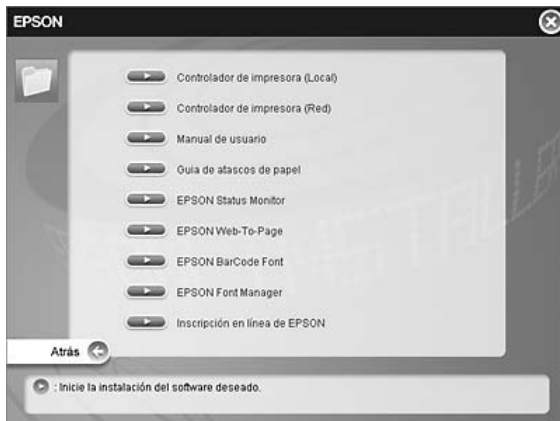 EPSON
Controlador de impresora (Local)
Controlador de impresora (Red)
Manual de usuario
Guia de atascos de papel
EPSON Status Monitor
EPSON Web-To-Page
EPSON BarCode Font
EPSON Font Manager
Inscripción en línea de EPSON
Atrás
: Inicie la instalación del software deseado.